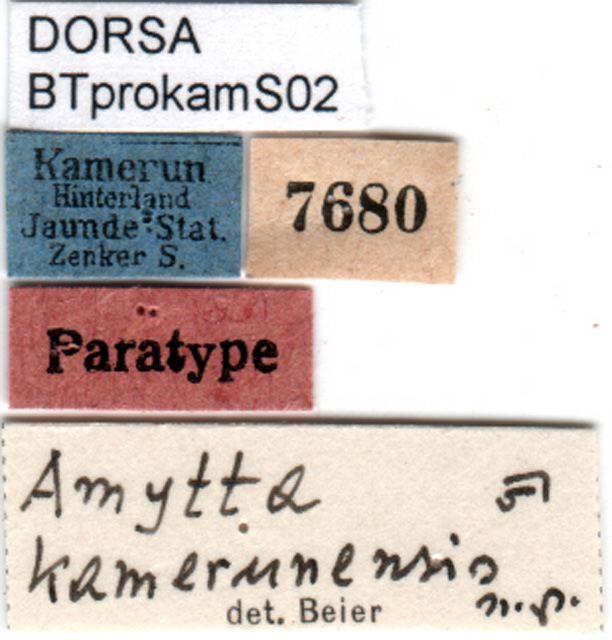 DORSA
BTprokamS02
Kamerun
Hinterland
Jaunde-Stat.
Zenker S.
7680
Paratype
Amytta
kamerunensis
n.sp.
det. Beier